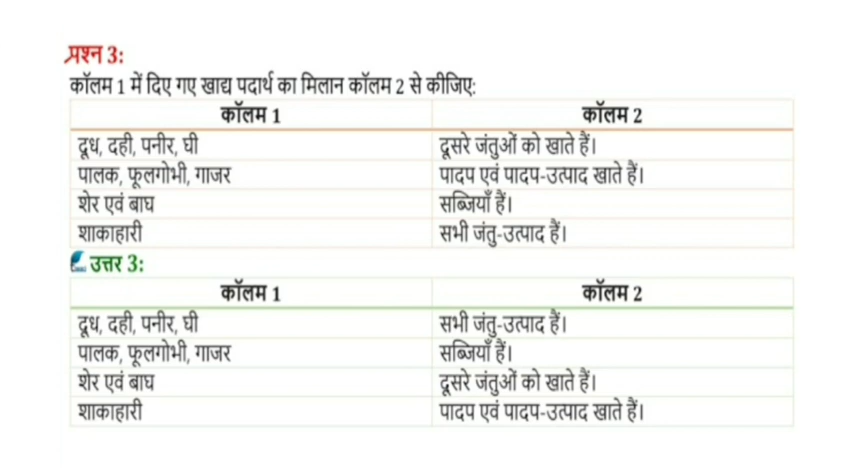 प्रश्न 3:
कॉलम 1 में दिए गए खाद्य पदार्थ का मिलान कॉलम 2 से कीजिए:
कॉलम 1 कॉलम 2
दूध, दही, पनीर, घी दूसरे जंतुओं को खाते हैं।
पालक, फूलगोभी, गाजर पादप एवं पादप-उत्पाद खाते हैं।
शेर एवं बाघ सब्जियाँ हैं।
शाकाहारी सभी जंतु-उत्पाद हैं।
उत्तर 3:
कॉलम 1 कॉलम 2
दूध, दही, पनीर, घी सभी जंतु-उत्पाद हैं।
पालक, फूलगोभी, गाजर सब्जियाँ हैं।
शेर एवं बाघ दूसरे जंतुओं को खाते हैं।
शाकाहारी पादप एवं पादप-उत्पाद खाते हैं।